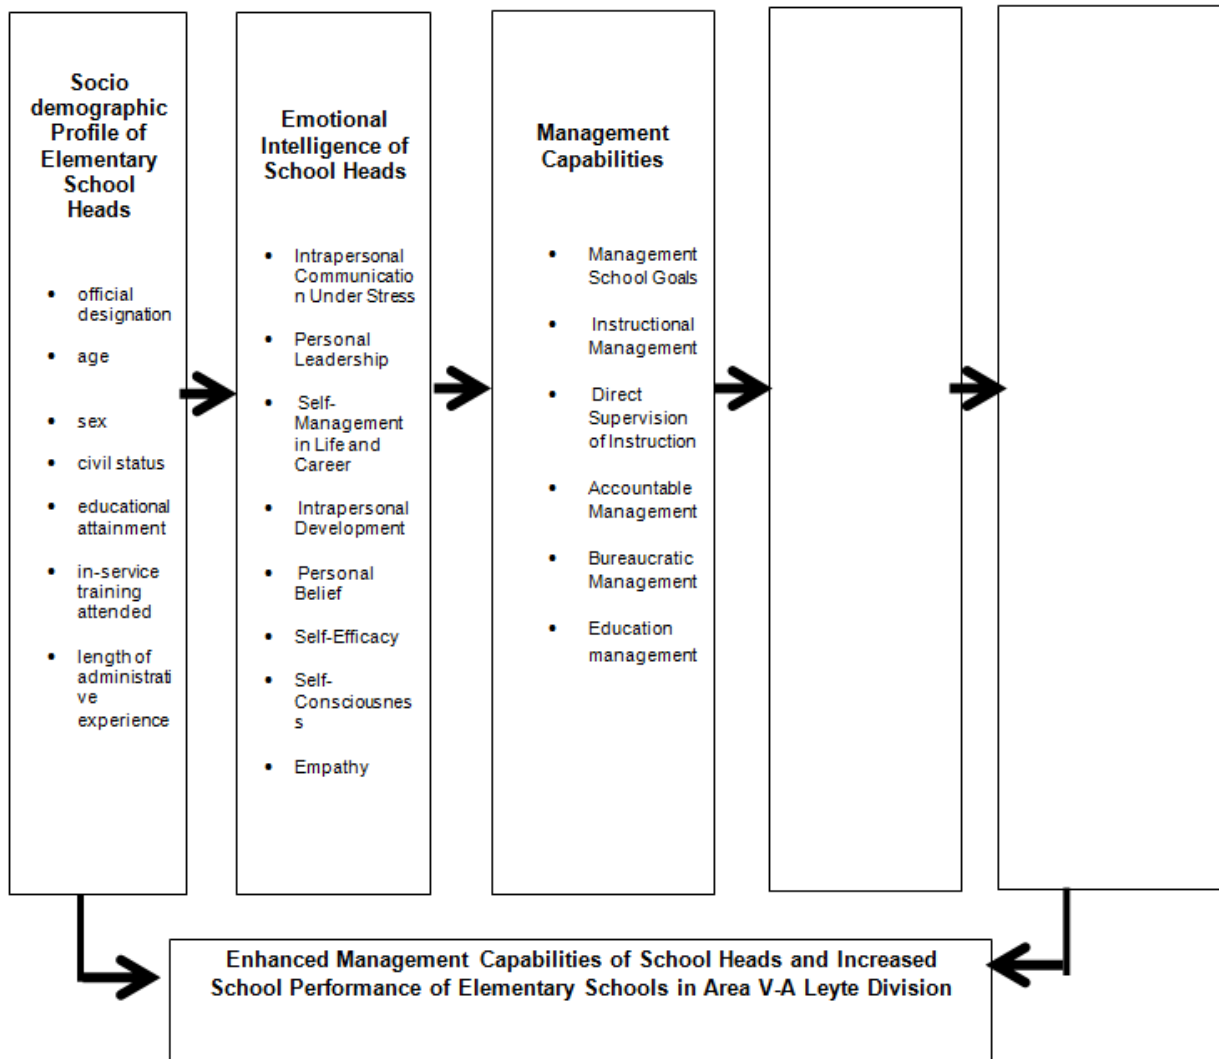 Socio
demographic
Profile of
Elementary
School
Heads
• official
designation
• age
• sex
• civil status
• educational
attainment
• in-service
training
attended
• length of
administrati
ve
experience
Emotional
Intelligence of
School Heads
• Intrapersonal
Communicatio
n Under Stress
• Personal
Leadership
• Self-
Management
in Life and
Career
• Intrapersonal
Development
• Personal
Belief
• Self-Efficacy
• Self-
Consciousnes
s
• Empathy
Management
Capabilities
• Management
School Goals
• Instructional
Management
• Direct
Supervision
of Instruction
• Accountable
Management
• Bureaucratic
Management
• Education
management
Enhanced Management Capabilities of School Heads and Increased
School Performance of Elementary Schools in Area V-A Leyte Division